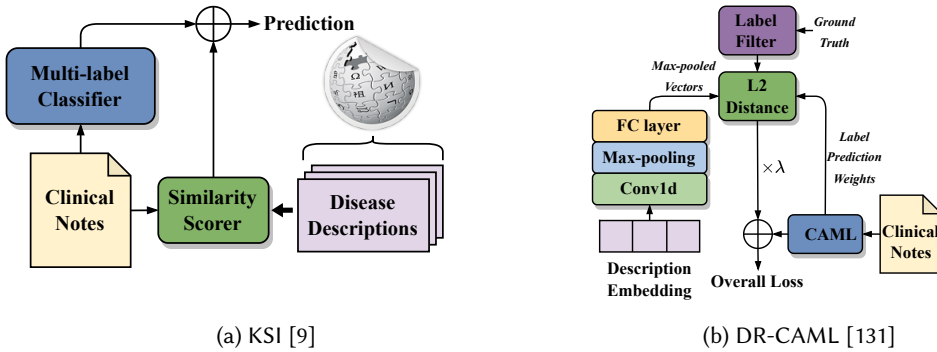 Prediction
Multi-label
Classifier
Clinical
Notes
Similarity
Scorer
Disease
Descriptions
(a) KSI [9]
Label
Filter
Ground
Truth
Max-pooled
Vectors
L2
Distance
FC layer
Max-pooling
Conv1d
Label
Prediction
Weights
×λ
CAML
Clinical
Notes
Description
Embedding
Overall Loss
(b) DR-CAML [131]